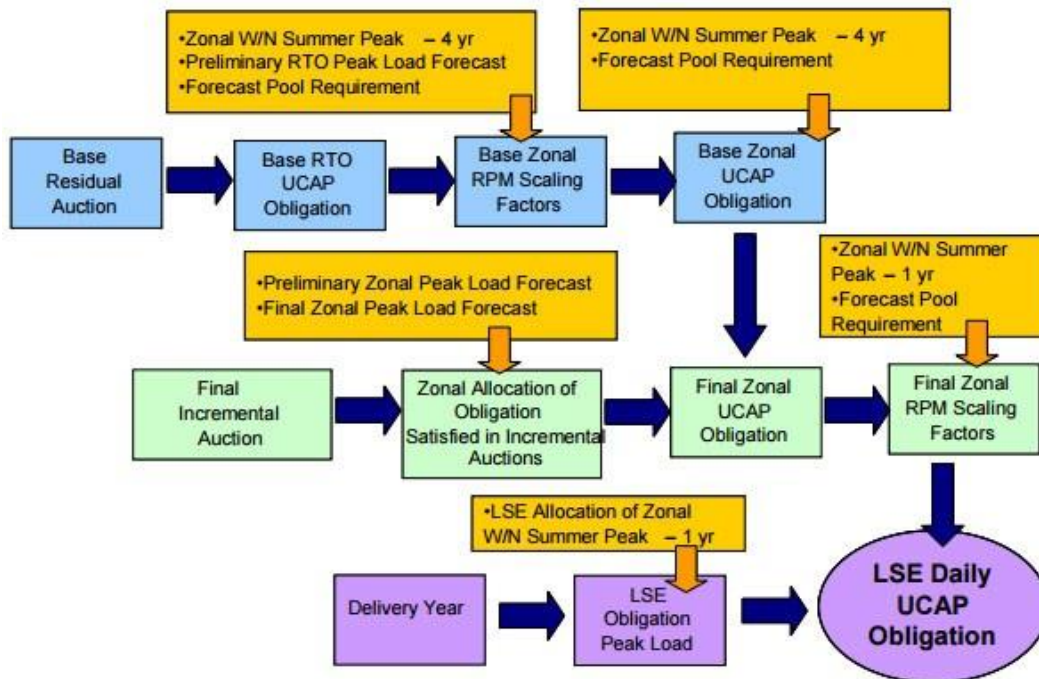 •Zonal W/N Summer Peak – 4 yr
•Preliminary RTO Peak Load Forecast
•Forecast Pool Requirement
•Zonal W/N Summer Peak – 4 yr
•Forecast Pool Requirement
Base
Residual
Auction
Base RTO
UCAP
Obligation
Base Zonal
RPM Scaling
Factors
Base Zonal
UCAP
Obligation
•Preliminary Zonal Peak Load Forecast
•Final Zonal Peak Load Forecast
•Zonal W/N Summer
Peak – 1 yr
•Forecast Pool
Requirement
Final
Incremental
Auction
Zonal Allocation of
Obligation
Satisfied in Incremental
Auctions
Final Zonal
UCAP
Obligation
Final Zonal
RPM Scaling
Factors
•LSE Allocation of Zonal
W/N Summer Peak – 1 yr
Delivery Year
LSE
Obligation
Peak Load
LSE Daily
UCAP
Obligation